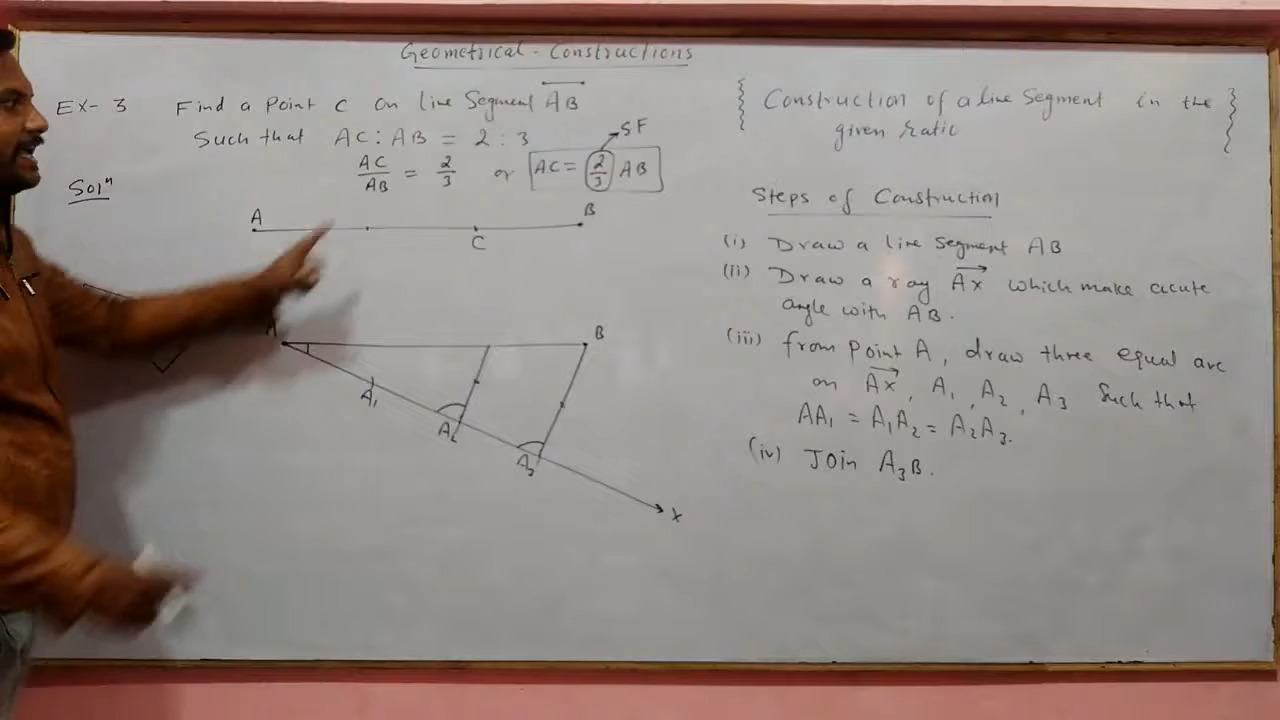 Geometrical-Constructions
EX-3 Find a Point C on line Segment AB
Such that AC:AB = 2:3
SF
AC/AB = 2/3 or AC = 2/3 AB
Solⁿ
A B
C
A B
A₁
A₂
A₃
X
{ Construction of a line Segment in the }
given ratio
Steps of Construction
(i) Draw a line Segment AB
(ii) Draw a ray AX which make acute
angle with AB.
(iii) from point A, draw three equal arc
on AX, A₁, A₂, A₃ Such that
AA₁ = A₁A₂ = A₂A₃.
(iv) Join A₃B.